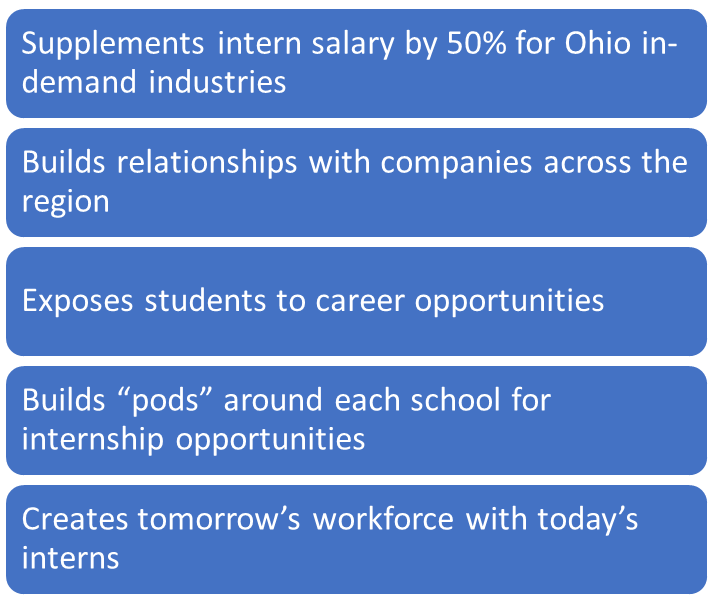 Supplements intern salary by 50% for Ohio in-
demand industries
Builds relationships with companies across the
region
Exposes students to career opportunities
Builds “pods” around each school for
internship opportunities
Creates tomorrow’s workforce with today’s
interns